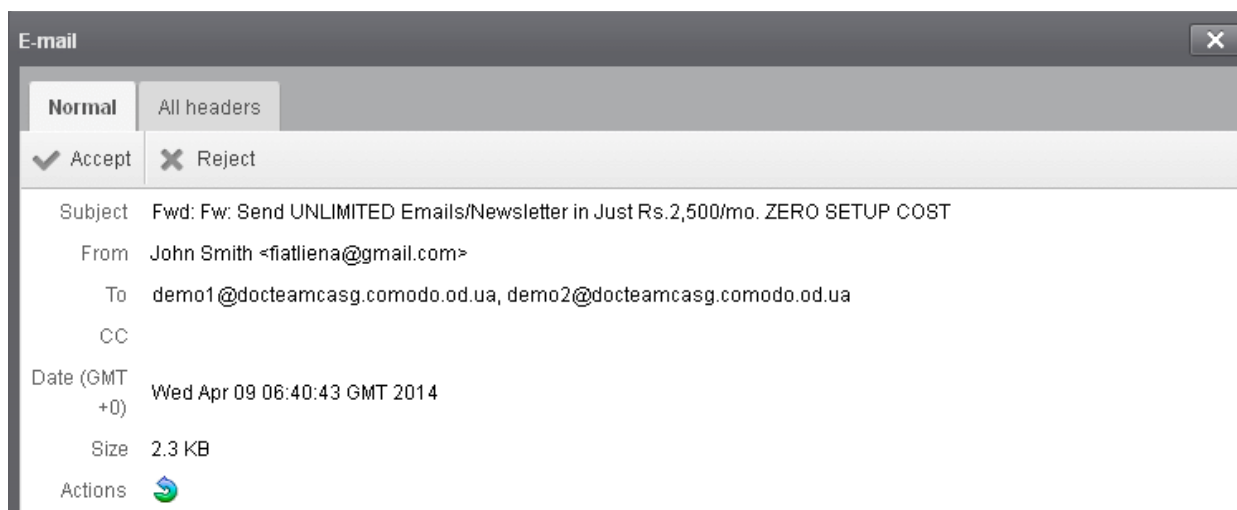 E-mail
Normal All headers
Accept Reject
Subject Fwd: Fw: Send UNLIMITED Emails/Newsletter in Just Rs.2,500/mo. ZERO SETUP COST
From John Smith <fiatliena@gmail.com>
To demo1@docteamcasg.comodo.od.ua, demo2@docteamcasg.comodo.od.ua
CC
Date (GMT
+0) Wed Apr 09 06:40:43 GMT 2014
Size 2.3 KB
Actions